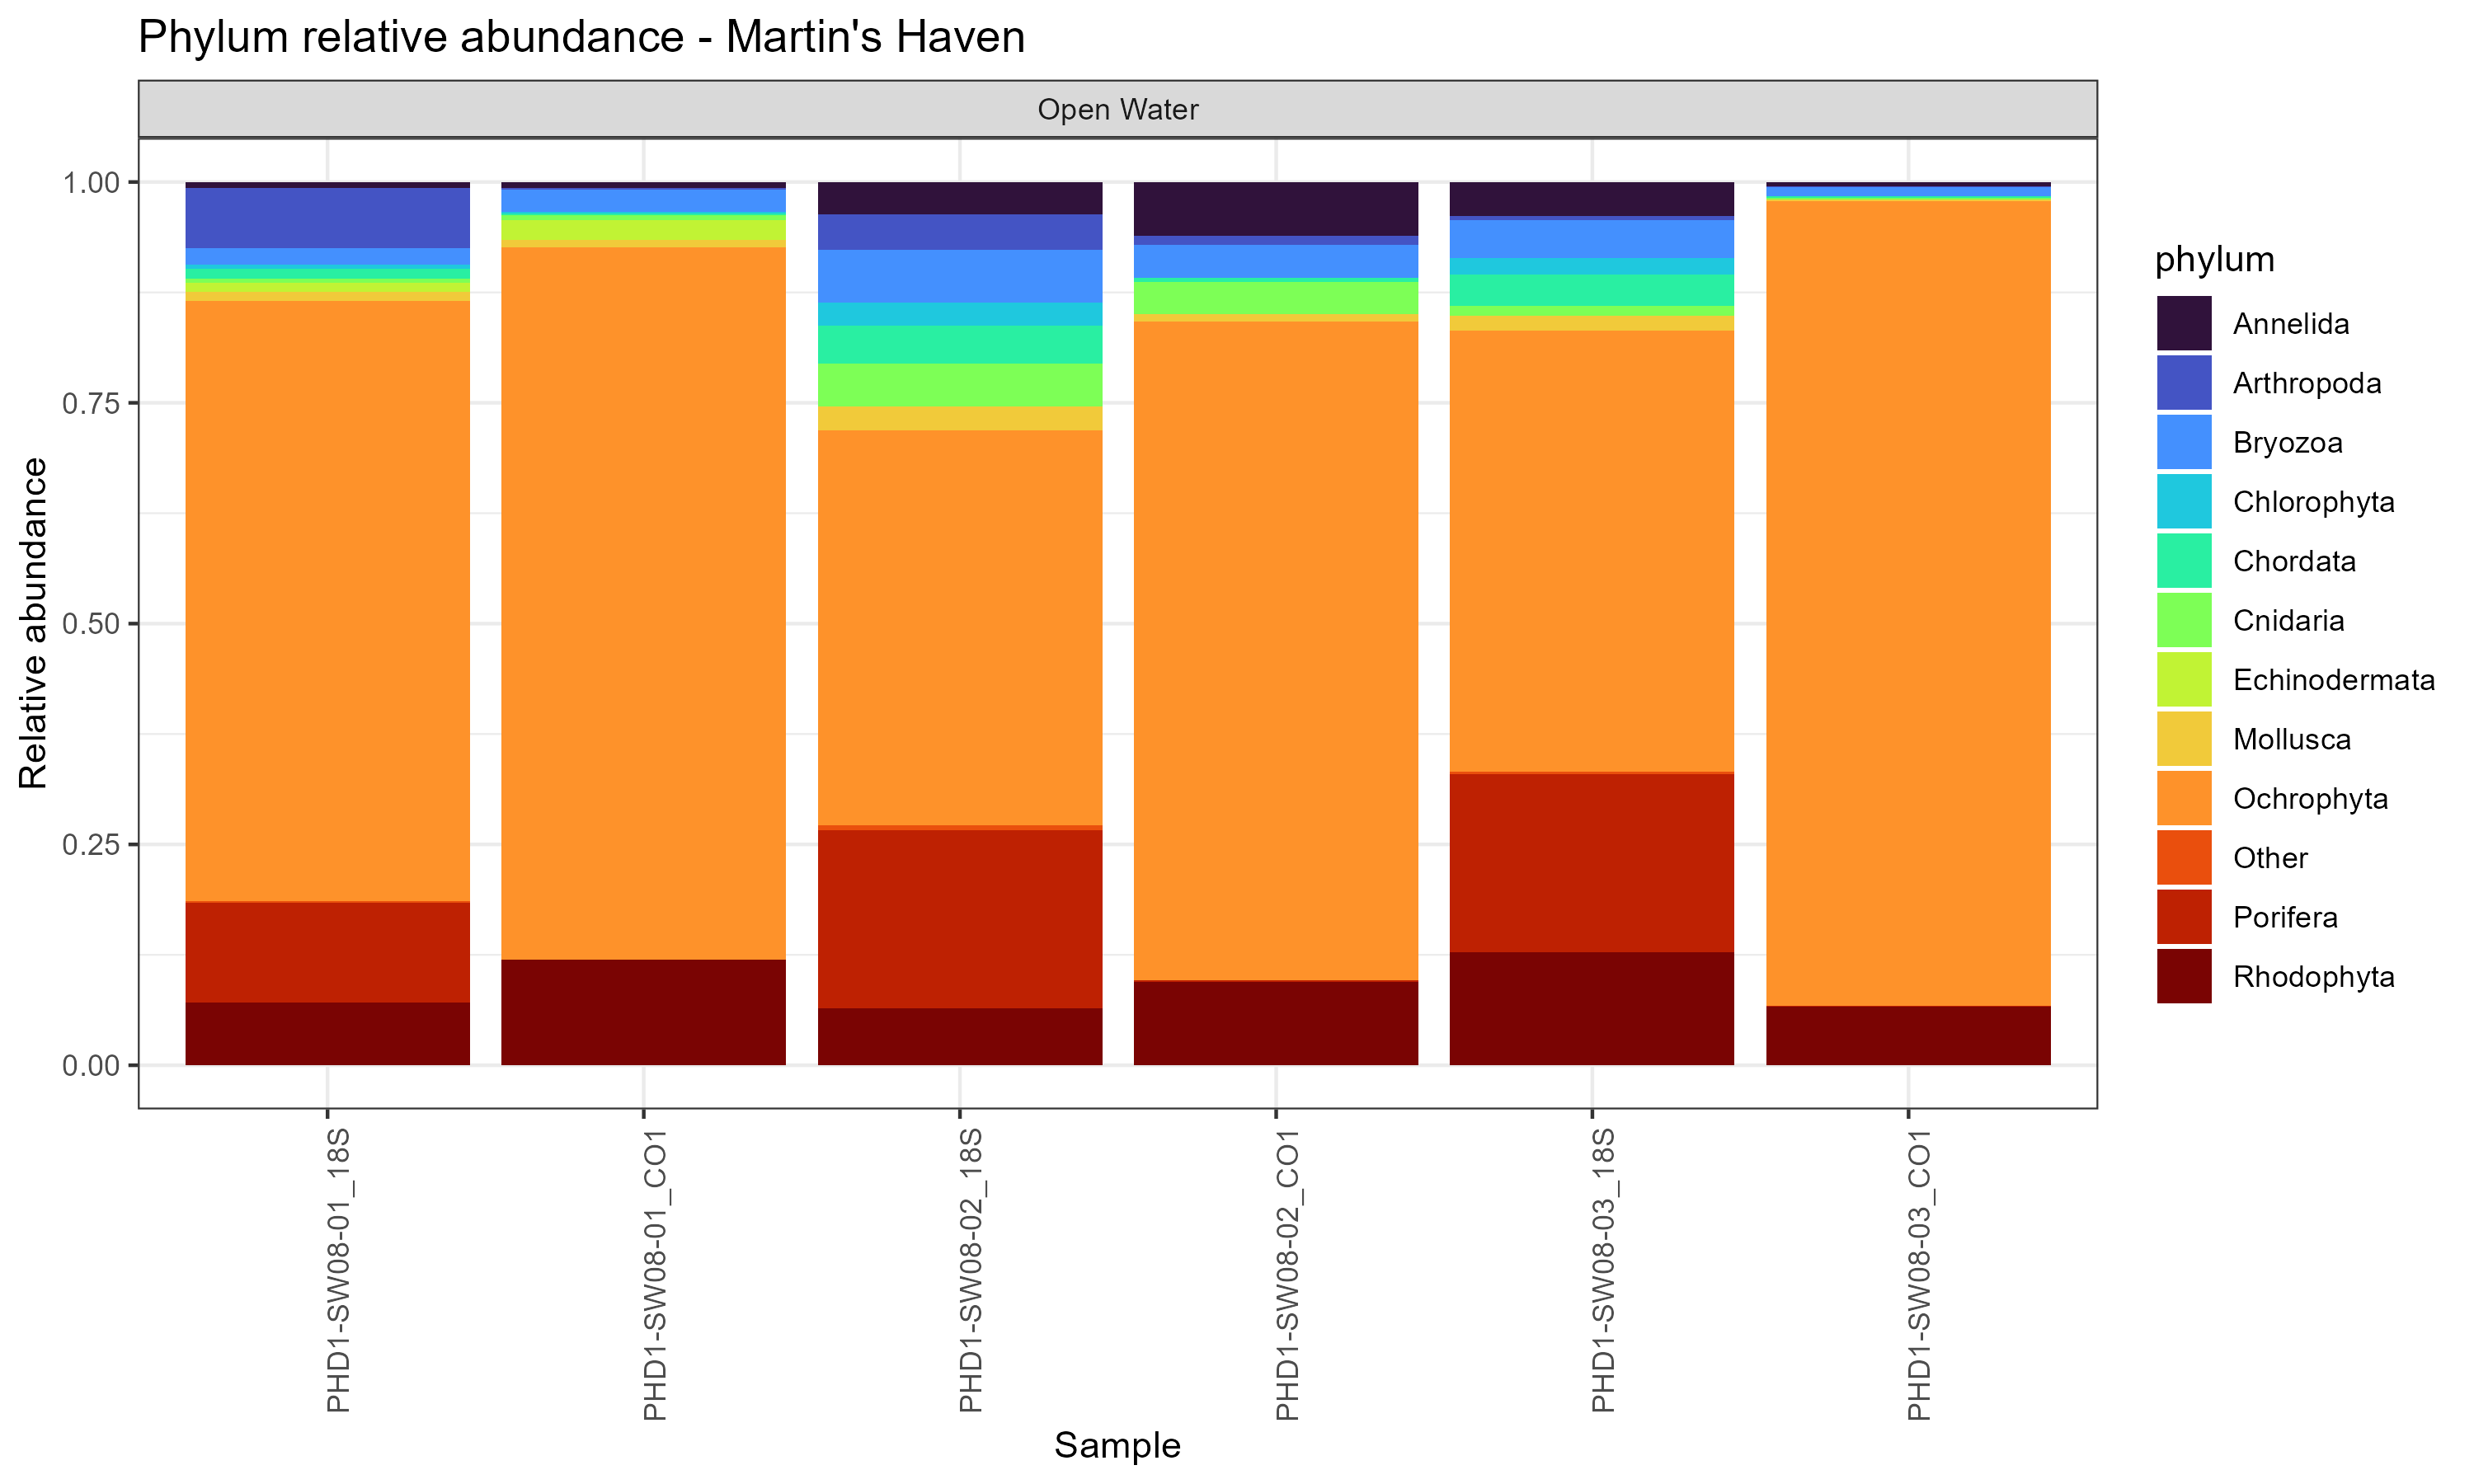 Phylum relative abundance - Martin's Haven
Open Water
1.00
0.75
0.50
0.25
0.00
Relative abundance
PHD1-SW08-01_18S
PHD1-SW08-01_CO1
PHD1-SW08-02_18S
PHD1-SW08-02_CO1
PHD1-SW08-03_18S
PHD1-SW08-03_CO1
Sample
phylum
Annelida
Arthropoda
Bryozoa
Chlorophyta
Chordata
Cnidaria
Echinodermata
Mollusca
Ochrophyta
Other
Porifera
Rhodophyta